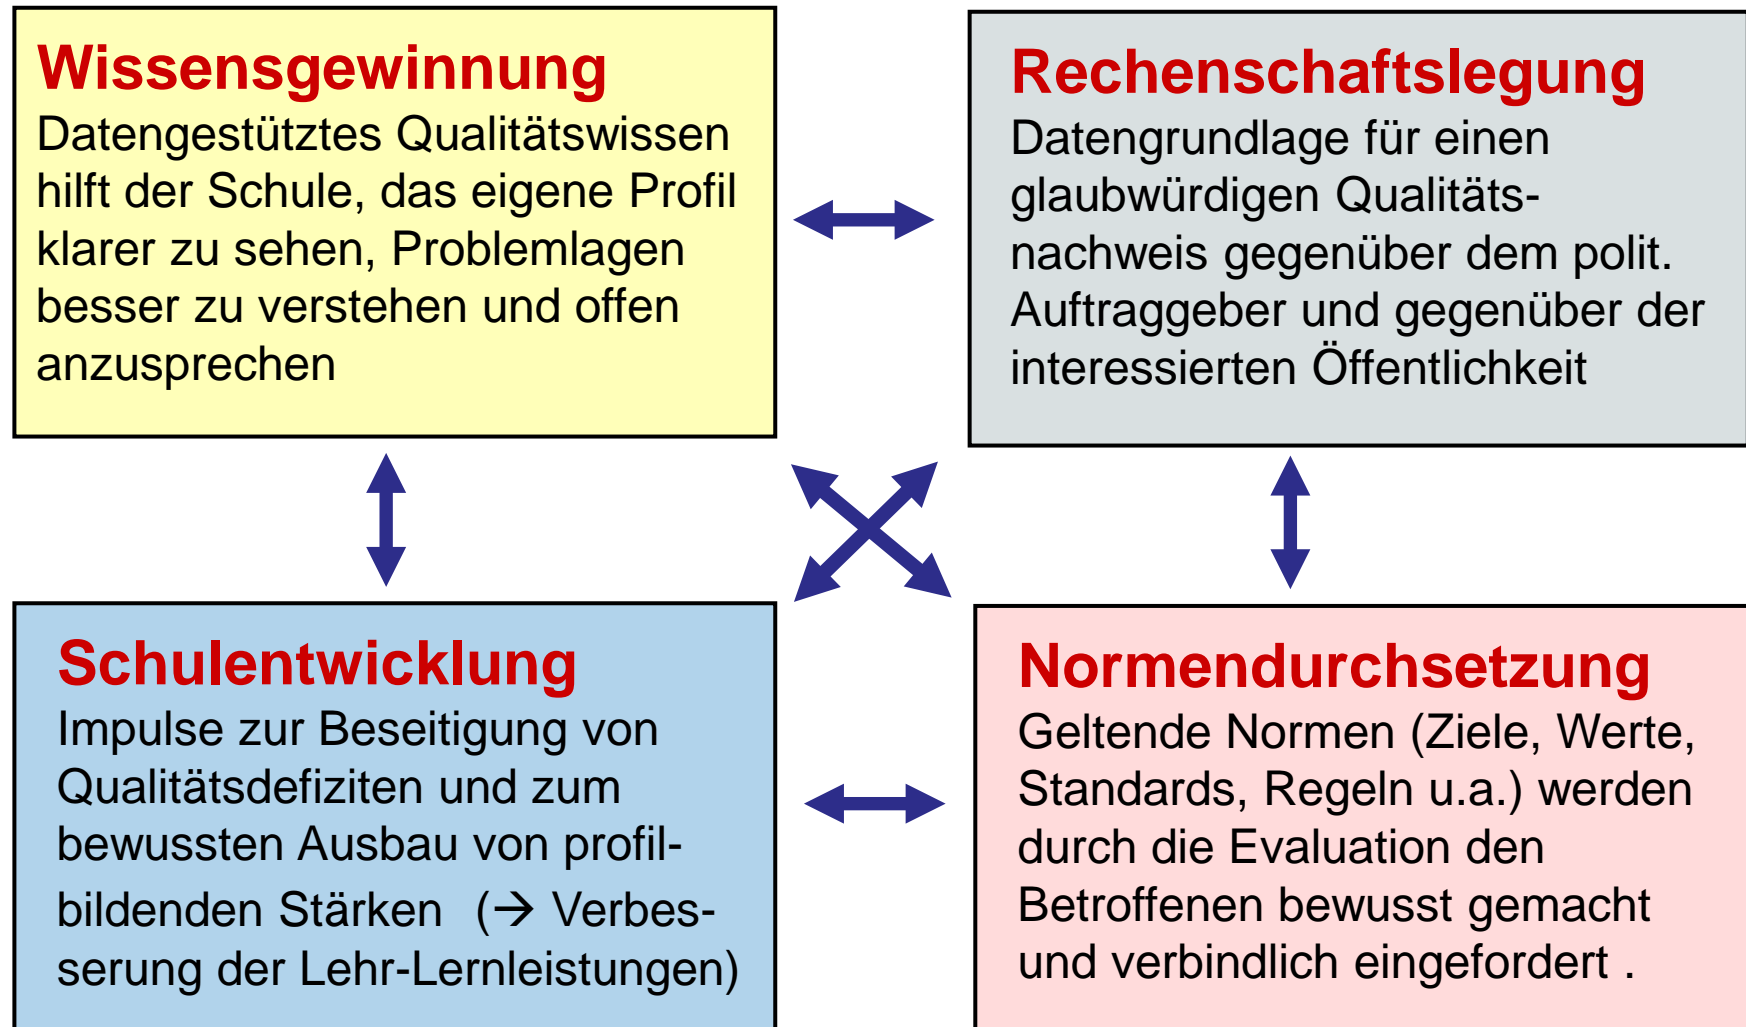 Wissensgewinnung
Datengestütztes Qualitätswissen
hilft der Schule, das eigene Profil
klarer zu sehen, Problemlagen
besser zu verstehen und offen
anzusprechen
Rechenschaftslegung
Datengrundlage für einen
glaubwürdigen Qualitäts-
nachweis gegenüber dem polit.
Auftraggeber und gegenüber der
interessierten Öffentlichkeit
Schulentwicklung
Impulse zur Beseitigung von
Qualitätsdefiziten und zum
bewussten Ausbau von profil-
bildenden Stärken (→ Verbes-
serung der Lehr-Lernleistungen)
Normendurchsetzung
Geltende Normen (Ziele, Werte,
Standards, Regeln u.a.) werden
durch die Evaluation den
Betroffenen bewusst gemacht
und verbindlich eingefordert .